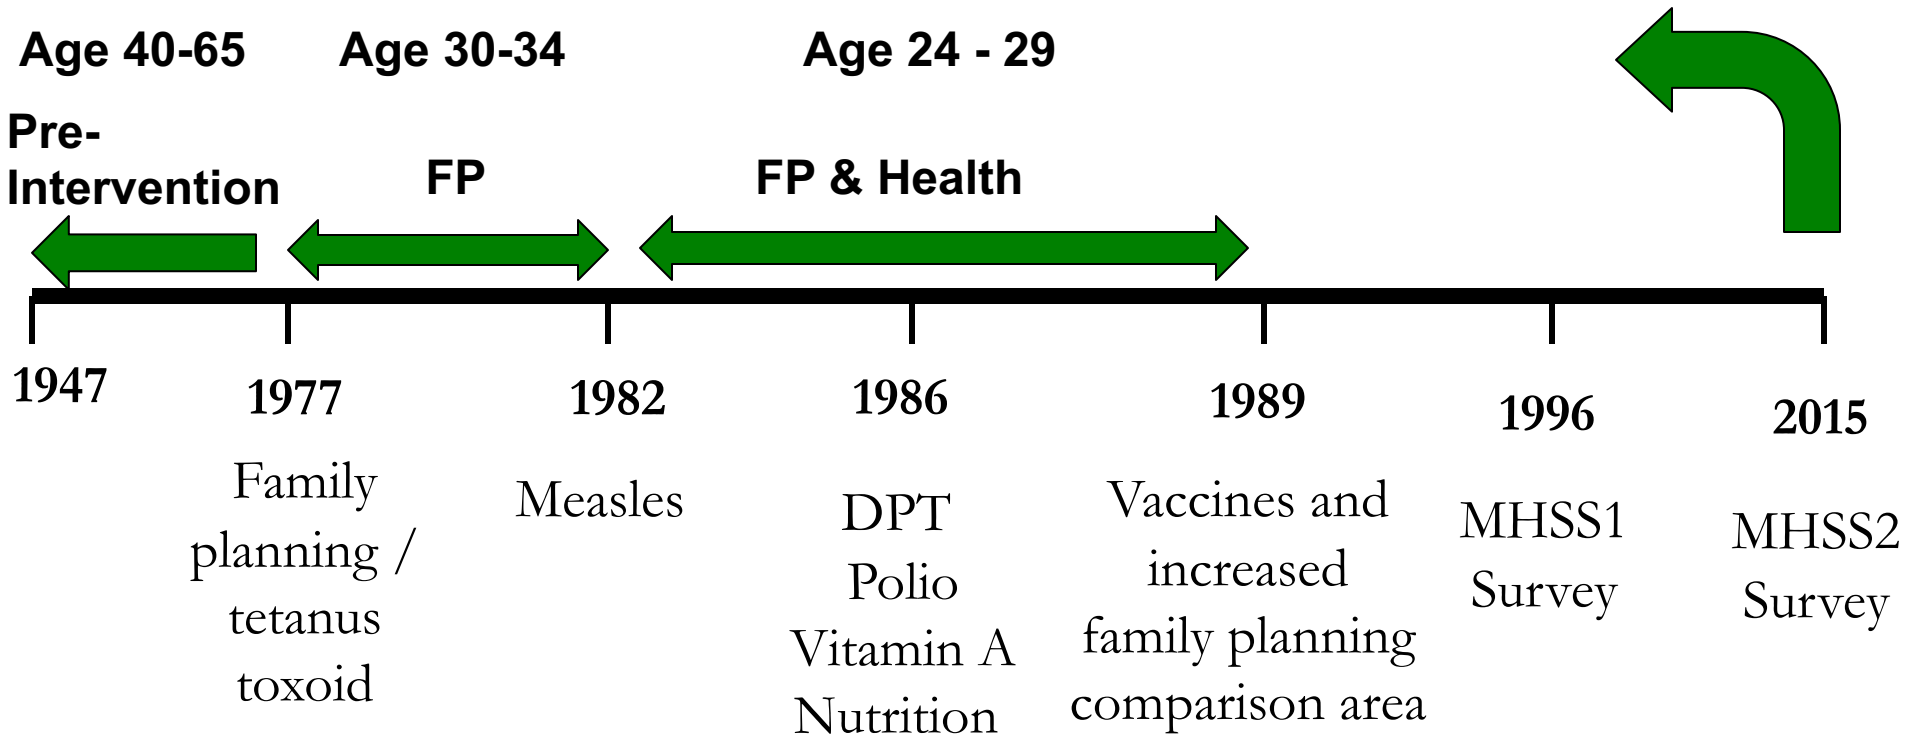 Age 40-65
Age 30-34
Age 24 - 29
Pre-
Intervention
FP
FP & Health
1947
1977
1982
1986
1989
1996
2015
Family
planning /
tetanus
toxoid
Measles
DPT
Polio
Vitamin A
Nutrition
Vaccines and
increased
family planning
comparison area
MHSS1
Survey
MHSS2
Survey